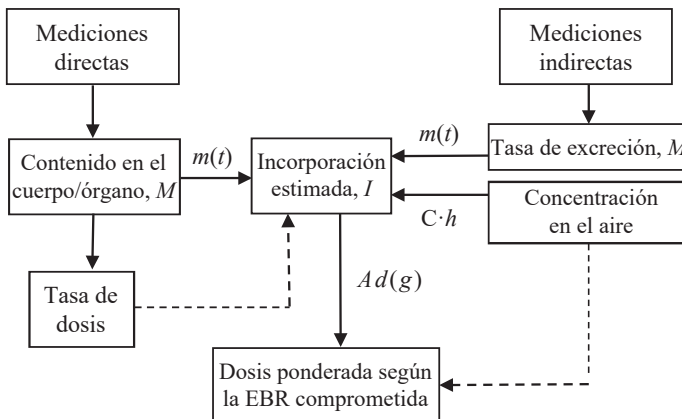 Mediciones
directas
Mediciones
indirectas
Contenido en el
cuerpo/órgano, M
m(t)
Incorporación
estimada, I
m(t)
Tasa de excreción, M
C·h
Concentración
en el aire
Tasa de
dosis
Ad(g)
Dosis ponderada según
la EBR comprometida